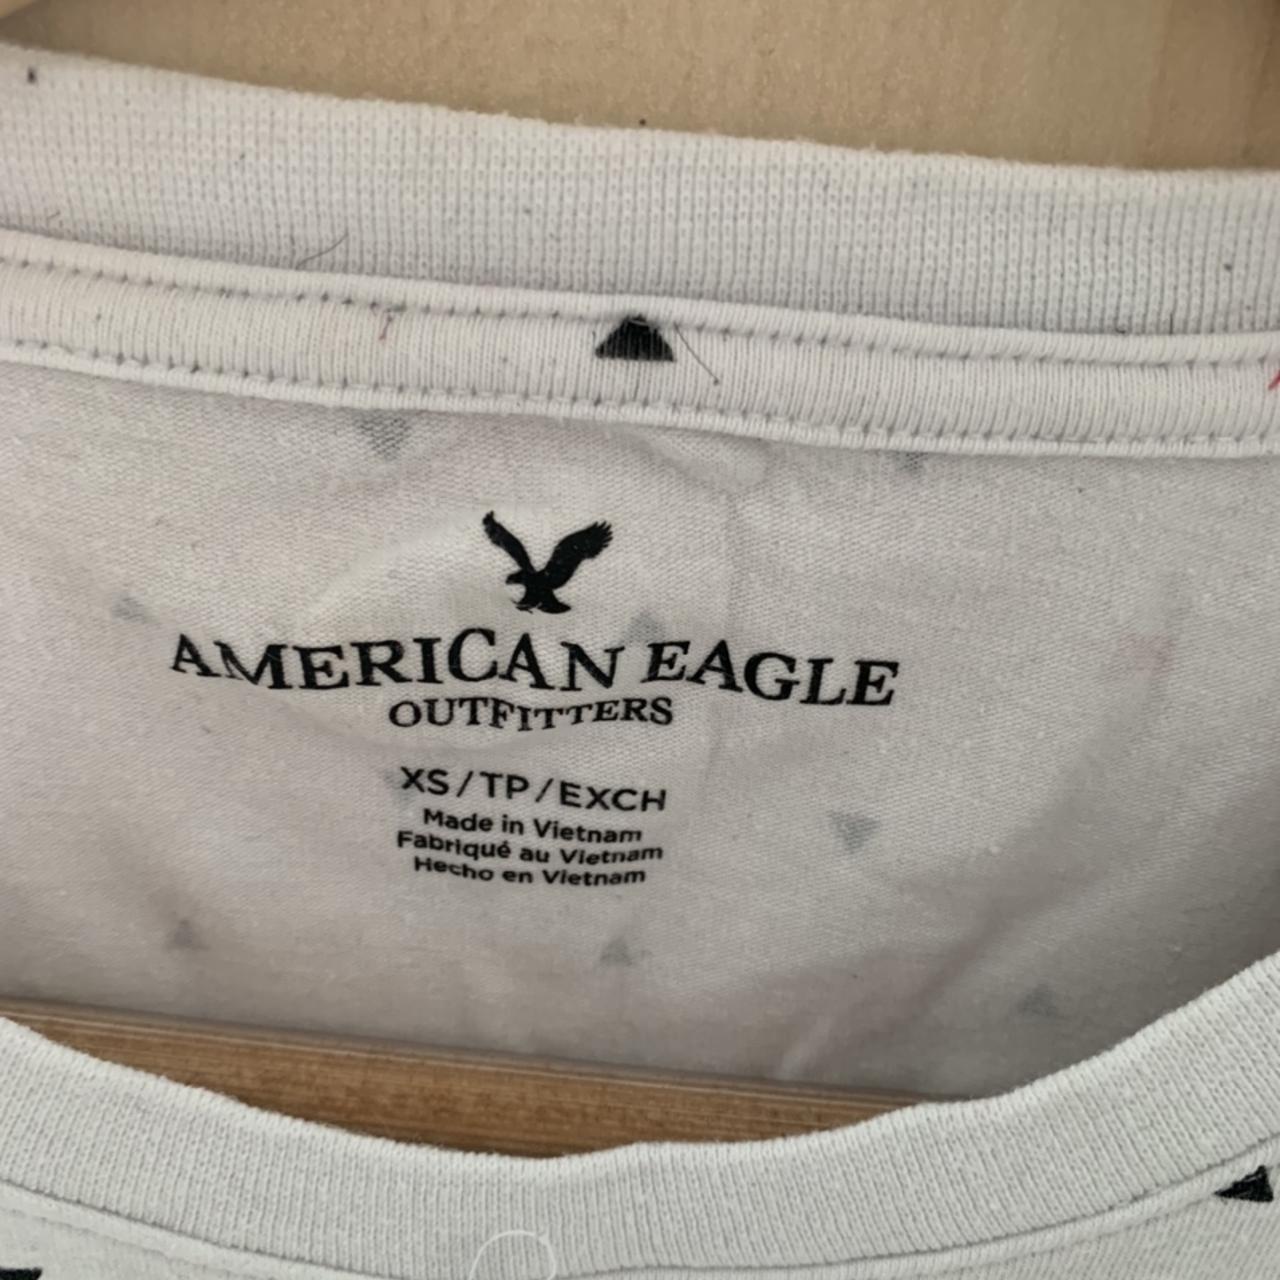 AMERICAN EAGLE
OUTFITTERS
XS/TP/EXCH
Made in Vietnam
Fabriqué au Vietnam
Hecho en Vietnam